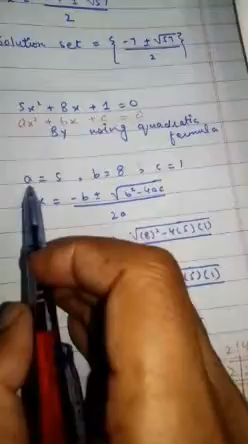 2
Solution set = { -7 ± √57 / 2 }
5x² + 8x + 1 = 0
ax² + bx + c = 0
By using quadratic
formula
a = 5 , b = 8 , c = 1
x = -b ± √b² - 4ac / 2a
√(8)² - 4(5)(1)
(5)(1)